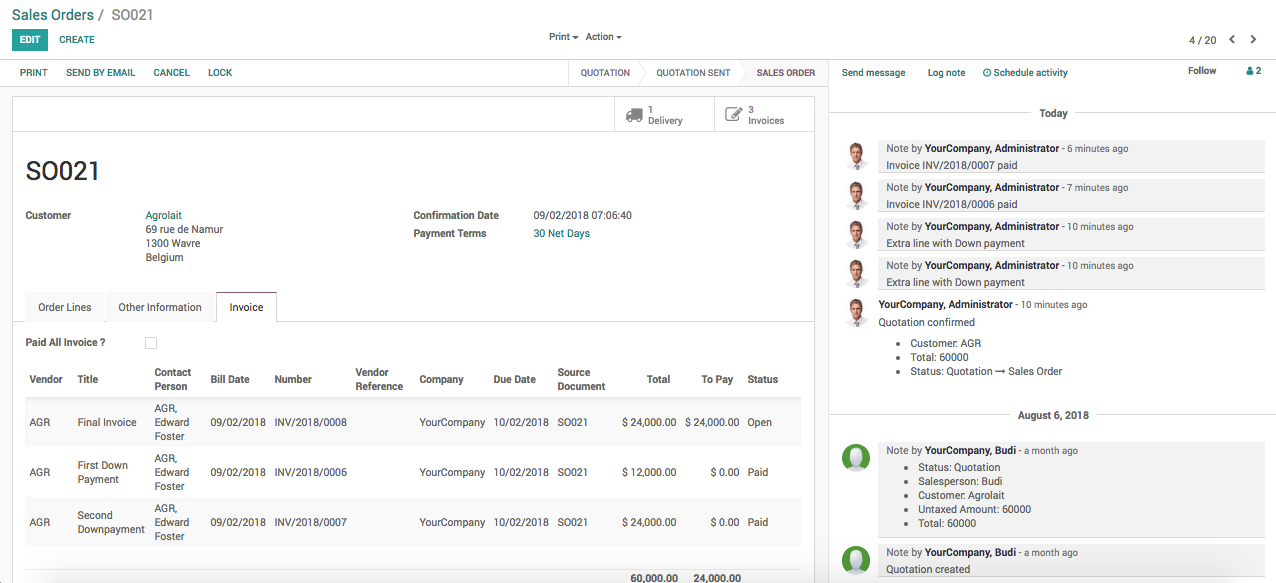 Sales Orders / SO021
EDIT CREATE
Print Action
4 / 20
PRINT SEND BY EMAIL CANCEL LOCK
QUOTATION QUOTATION SENT SALES ORDER
1 Delivery
3 Invoices
SO021
Customer Agrolait
69 rue de Namur
1300 Wavre
Belgium
Confirmation Date 09/02/2018 07:06:40
Payment Terms 30 Net Days
Order Lines Other Information Invoice
Paid All Invoice ?
Vendor Title Contact Person Bill Date Number Vendor Reference Company Due Date Source Document Total To Pay Status
AGR Final Invoice AGR, Edward Foster 09/02/2018 INV/2018/0008 YourCompany 10/02/2018 SO021 $ 24,000.00 $ 24,000.00 Open
AGR First Down Payment AGR, Edward Foster 09/02/2018 INV/2018/0006 YourCompany 10/02/2018 SO021 $ 12,000.00 $ 0.00 Paid
AGR Second Downpayment AGR, Edward Foster 09/02/2018 INV/2018/0007 YourCompany 10/02/2018 SO021 $ 24,000.00 $ 0.00 Paid
60,000.00 24,000.00
Send message Log note Schedule activity Follow 2
Today
Note by YourCompany, Administrator - 6 minutes ago
Invoice INV/2018/0007 paid
Note by YourCompany, Administrator - 7 minutes ago
Invoice INV/2018/0006 paid
Note by YourCompany, Administrator - 10 minutes ago
Extra line with Down payment
Note by YourCompany, Administrator - 10 minutes ago
Extra line with Down payment
YourCompany, Administrator - 10 minutes ago
Quotation confirmed
• Customer: AGR
• Total: 60000
• Status: Quotation → Sales Order
August 6, 2018
Note by YourCompany, Budi - a month ago
• Status: Quotation
• Salesperson: Budi
• Customer: Agrolait
• Untaxed Amount: 60000
• Total: 60000
Note by YourCompany, Budi - a month ago
Quotation created